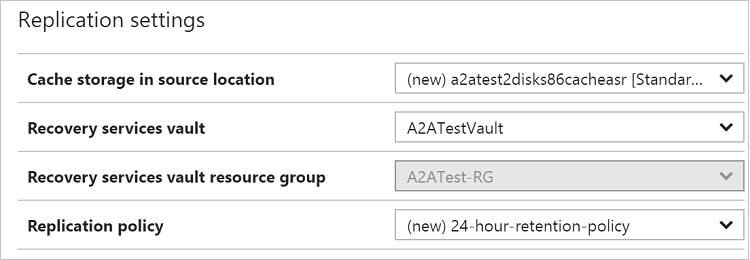 Replication settings
Cache storage in source location (new) a2atest2disks86cacheasr [Standar...
Recovery services vault A2ATestVault
Recovery services vault resource group A2ATest-RG
Replication policy (new) 24-hour-retention-policy